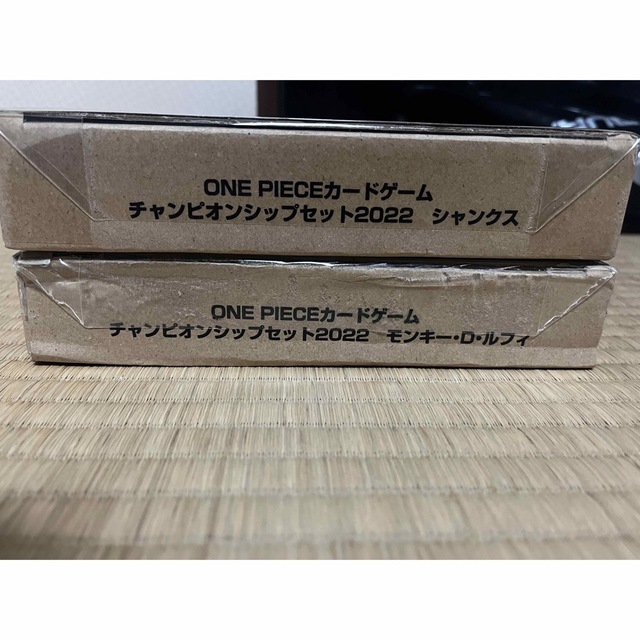 ONE PIECEカードゲーム
チャンピオンシップセット2022　シャンクス
ONE PIECEカードゲーム
チャンピオンシップセット2022　モンキー・D・ルフィ